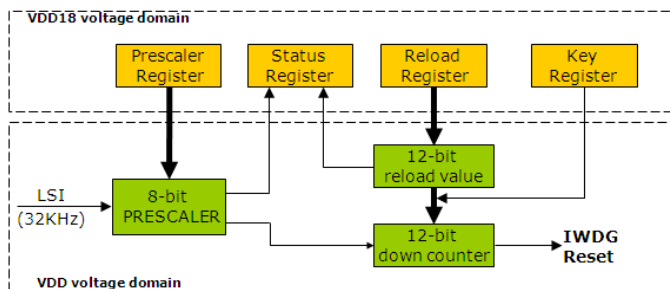 VDD18 voltage domain
Prescaler
Register
Status
Register
Reload
Register
Key
Register
LSI
(32KHz)
8-bit
PRESCALER
12-bit
reload value
12-bit
down counter
IWDG
Reset
VDD voltage domain